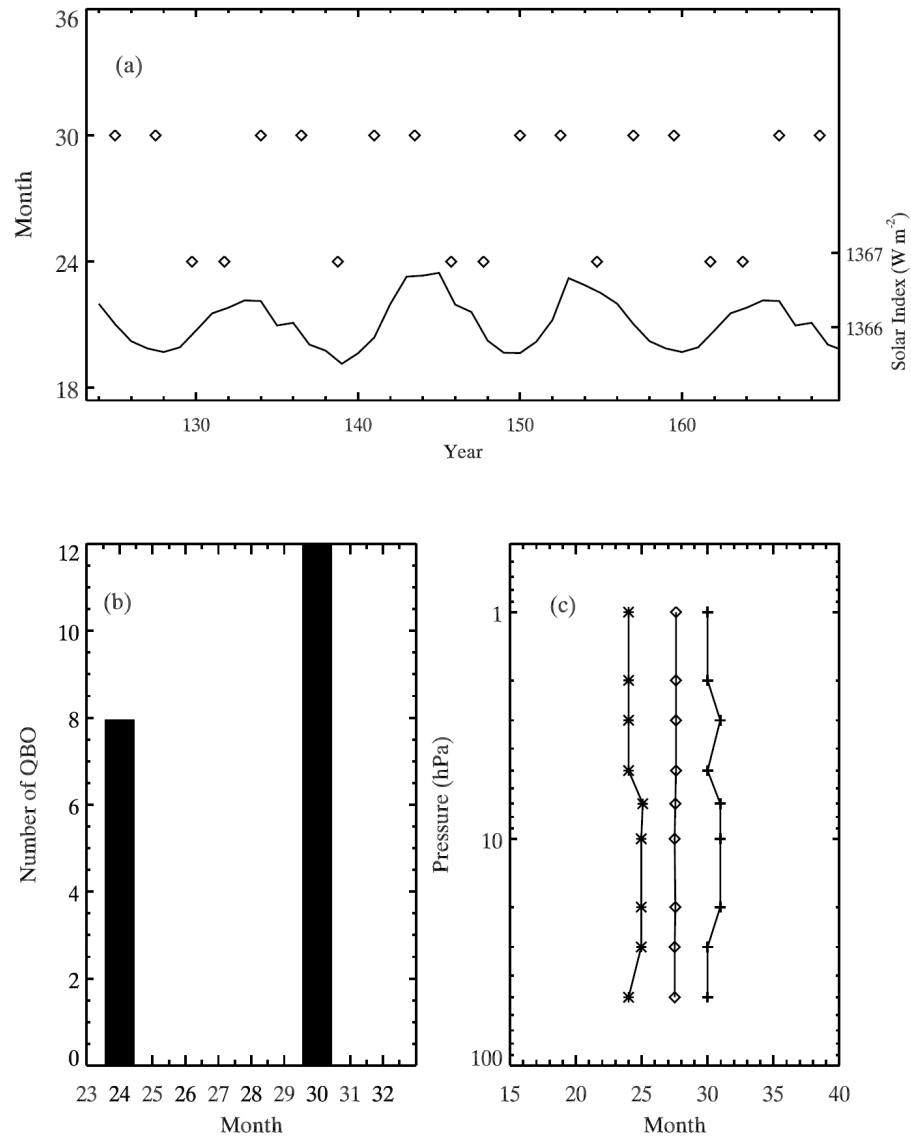 36
(a)
30
Month
24
1367
Solar Index (W m-2)
1366
18
130 140 150 160
Year
12
(b)
10
8
Number of QBO
6
4
2
0
23 24 25 26 27 28 29 30 31 32
Month
(c)
1
Pressure (hPa)
10
100
15 20 25 30 35 40
Month